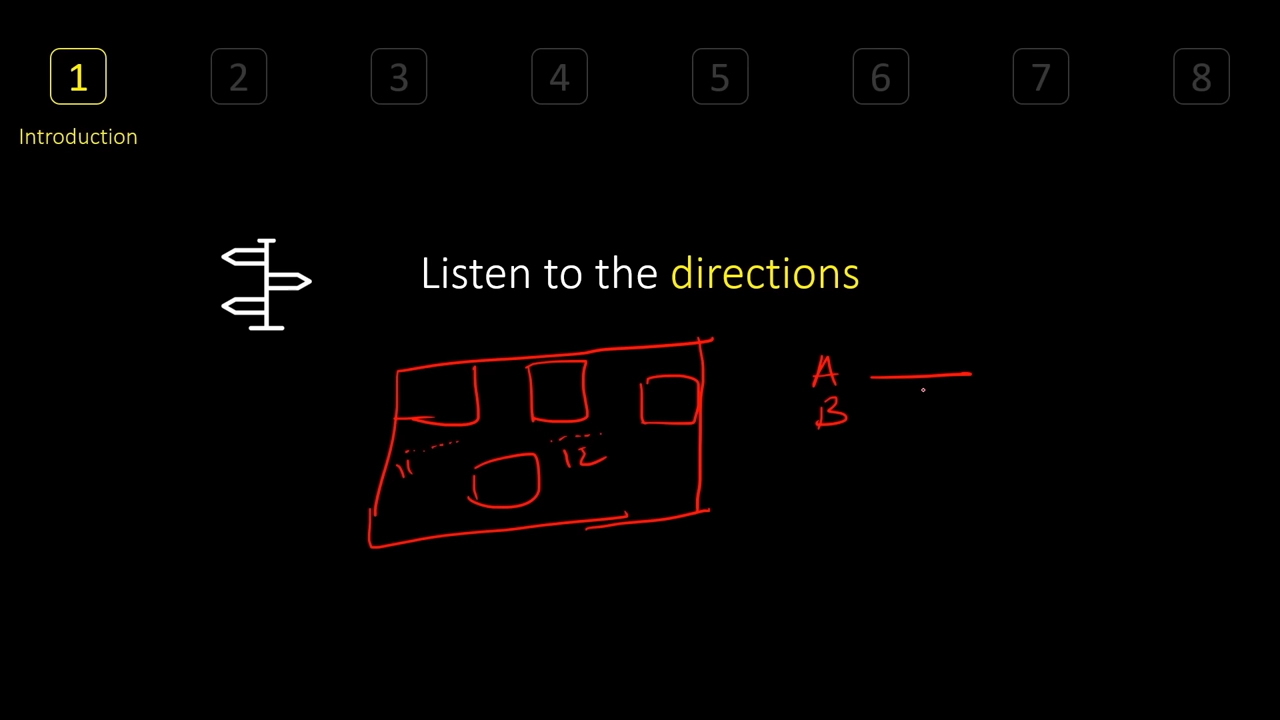 1 2 3 4 5 6 7 8
Introduction
Listen to the directions
A
B
11 12